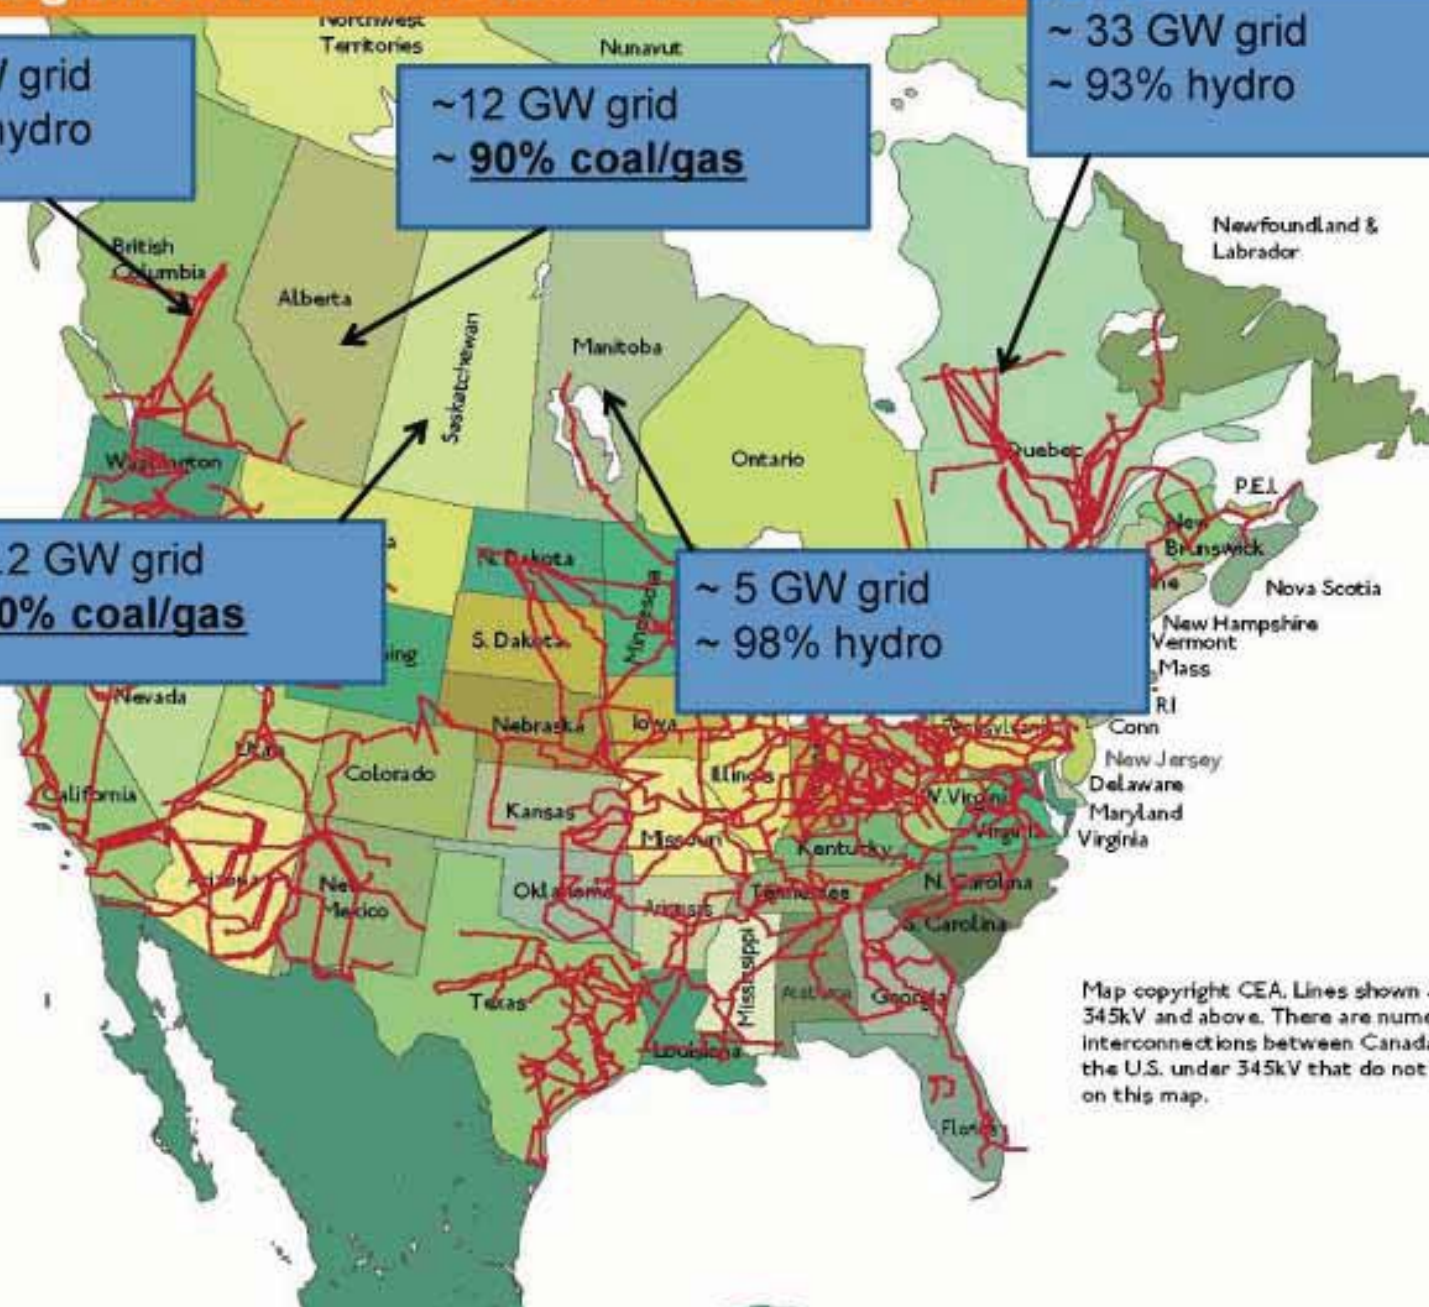 Northwest
Territories
Nunavut
~ 33 GW grid
~ 93% hydro
grid
~12 GW grid
~ 90% coal/gas
British
Columbia
Alberta
Saskatchewan
Manitoba
Ontario
Quebec
Newfoundland &
Labrador
P.E.I.
New
Brunswick
Nova Scotia
Washington
2 GW grid
0% coal/gas
N. Dakota
S. Dakota
Minnesota
~ 5 GW grid
~ 98% hydro
New Hampshire
Vermont
Mass
RI
Conn
New Jersey
Delaware
Maryland
Virginia
Nevada
Utah
Colorado
California
Nebraska
Iowa
Illinois
Kansas
Missouri
Pennsylvania
W. Virginia
Virginia
Kentucky
Arizona
New
Mexico
Oklahoma
Arkansas
Tennessee
N. Carolina
S. Carolina
Texas
Louisiana
Mississippi
Alabama
Georgia
Florida
Map copyright CEA. Lines shown
345kV and above. There are
interconnections between
the U.S. under 345kV that do not
on this map.